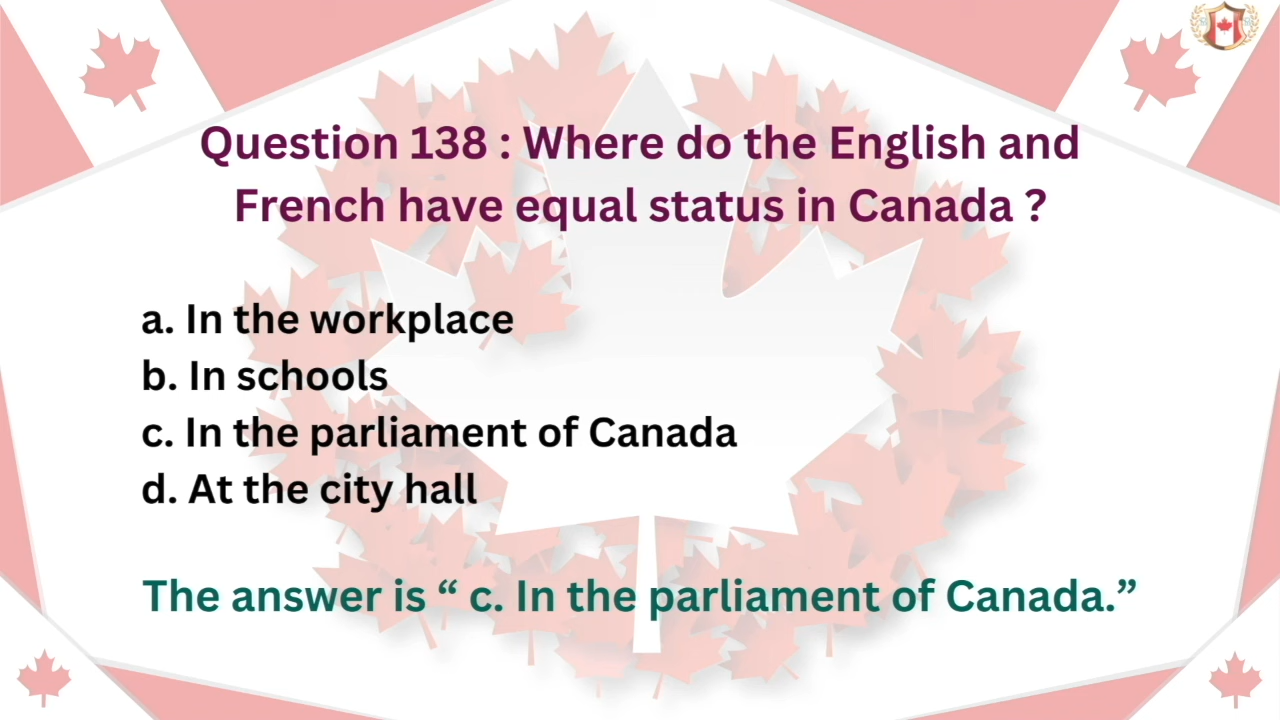 Question 138 : Where do the English and
French have equal status in Canada ?
a. In the workplace
b. In schools
c. In the parliament of Canada
d. At the city hall
The answer is “ c. In the parliament of Canada.”